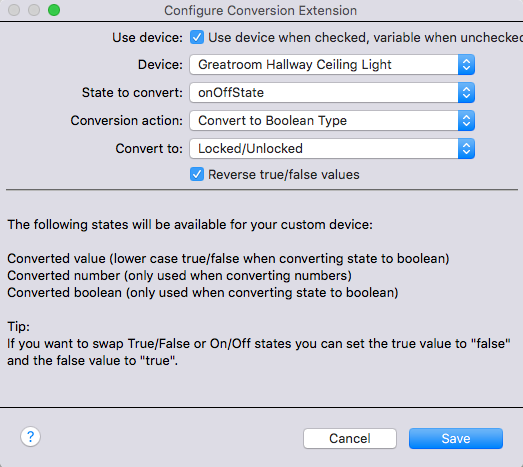 Configure Conversion Extension
Use device: Use device when checked, variable when unchecked
Device: Greatroom Hallway Ceiling Light
State to convert: onOffState
Conversion action: Convert to Boolean Type
Convert to: Locked/Unlocked
Reverse true/false values
The following states will be available for your custom device:
Converted value (lower case true/false when converting state to boolean)
Converted number (only used when converting numbers)
Converted boolean (only used when converting state to boolean)
Tip:
If you want to swap True/False or On/Off states you can set the true value to "false"
and the false value to "true".
? Cancel Save